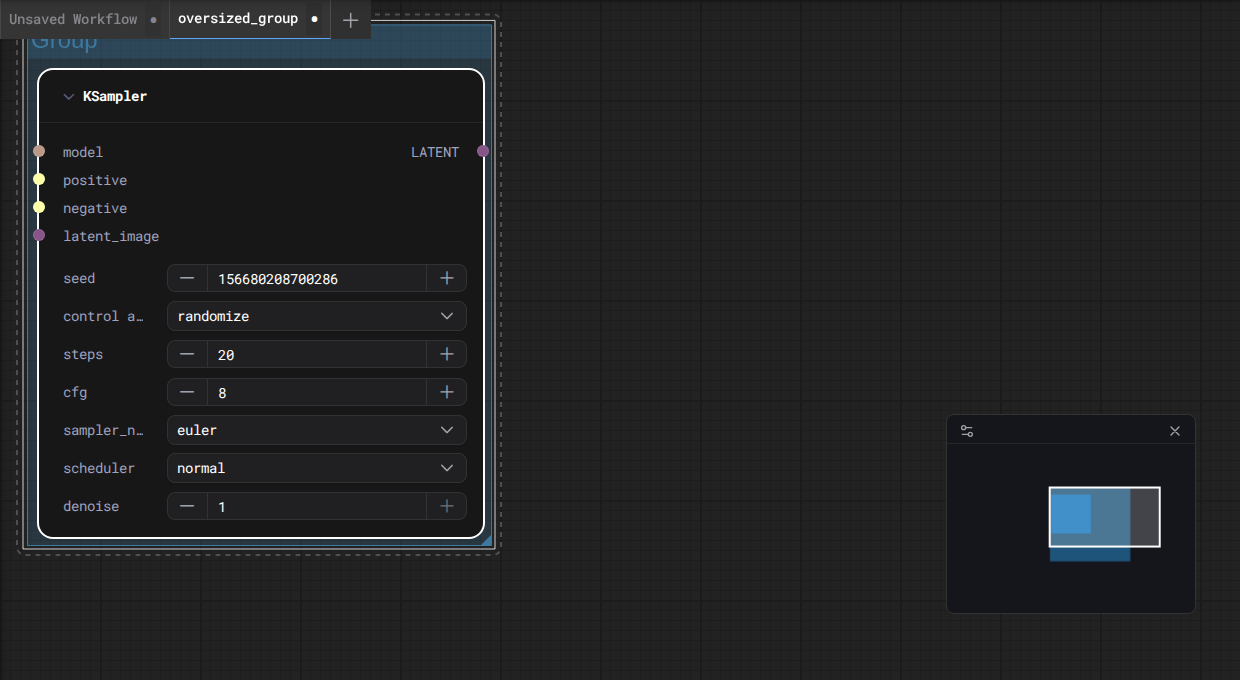 Unsaved Workflow
oversized_group
Group
KSampler
model LATENT
positive
negative
latent_image
seed 156680208700286
control a… randomize
steps 20
cfg 8
sampler_n… euler
scheduler normal
denoise 1